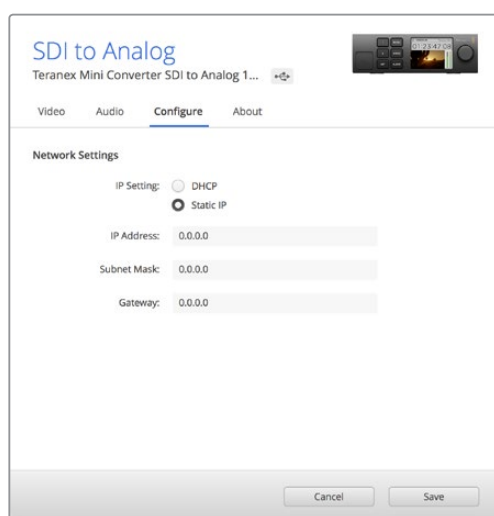 SDI to Analog
Teranex Mini Converter SDI to Analog 1...
Video Audio Configure About
Network Settings
IP Setting: DHCP
Static IP
IP Address: 0.0.0.0
Subnet Mask: 0.0.0.0
Gateway: 0.0.0.0
Cancel Save